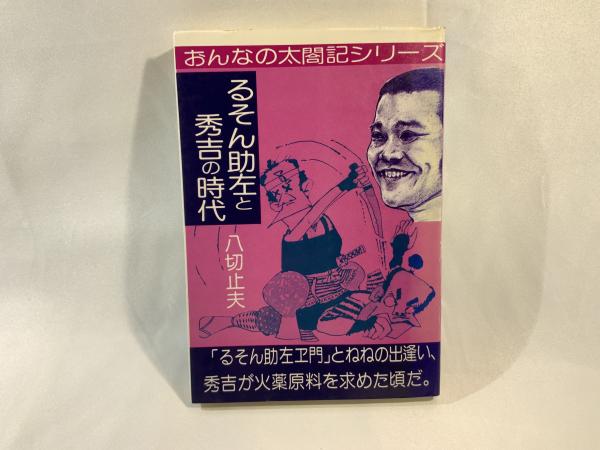 おんなの太閤記シリーズ
るそん助左と
秀吉の時代
八切止夫
「るそん助左ヱ門」とねねの出逢い、
秀吉が火薬原料を求めた頃だ。